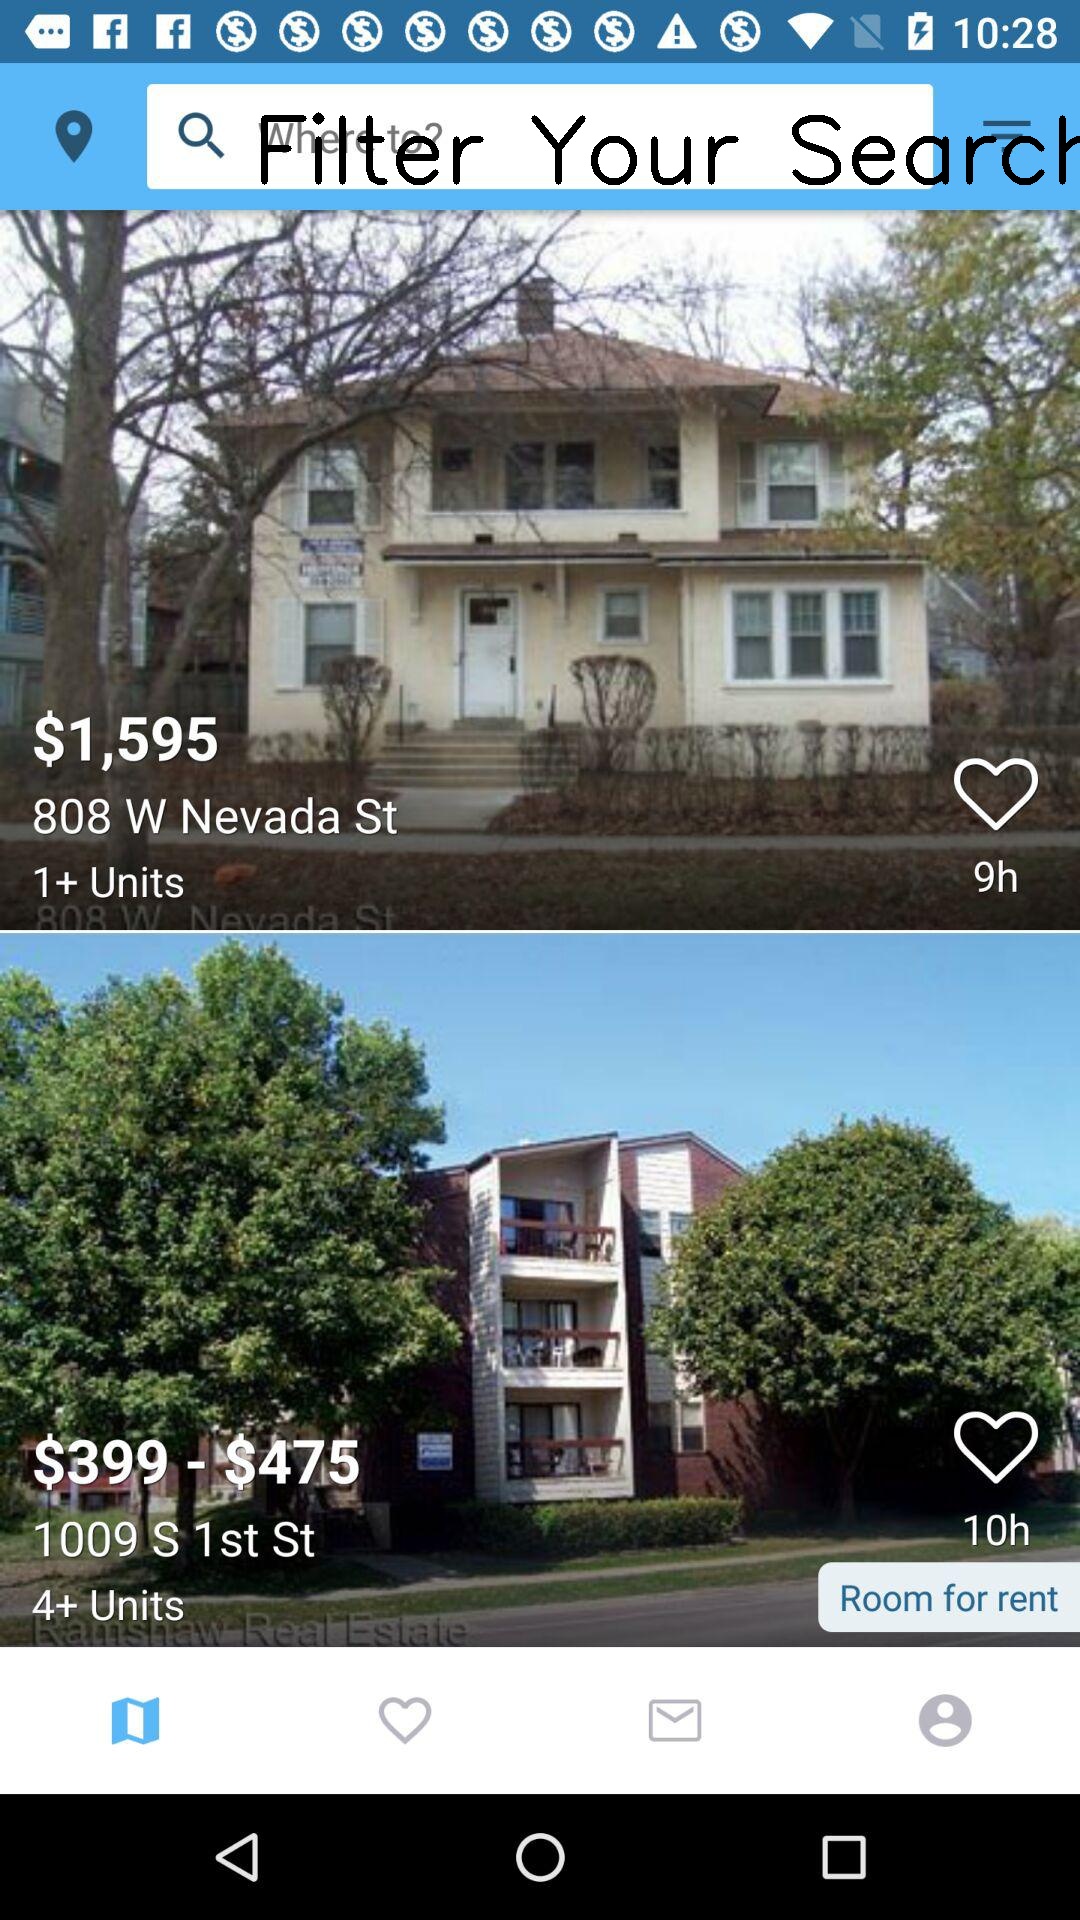 10:28
Where to?
Filter Your Search
$1,595
808 W Nevada St
1+ Units
9h
808 W. Nevada St
$399 - $475
1009 S 1st St
10h
4+ Units
Room for rent
Ramshaw Real Estate